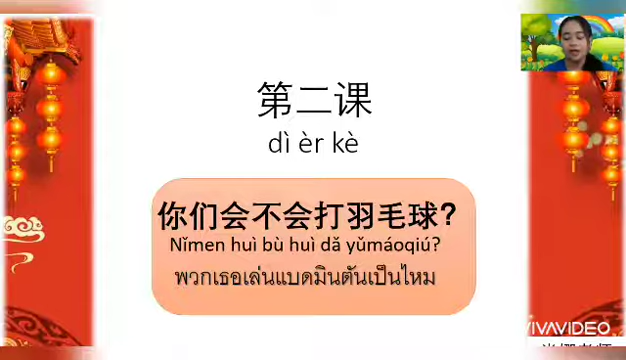 第二课
dì èr kè
你们会不会打羽毛球？
Nǐmen huì bù huì dǎ yǔmáoqiú?
พวกเธอเล่นแบดมินตันเป็นไหม
VIVAVIDEO